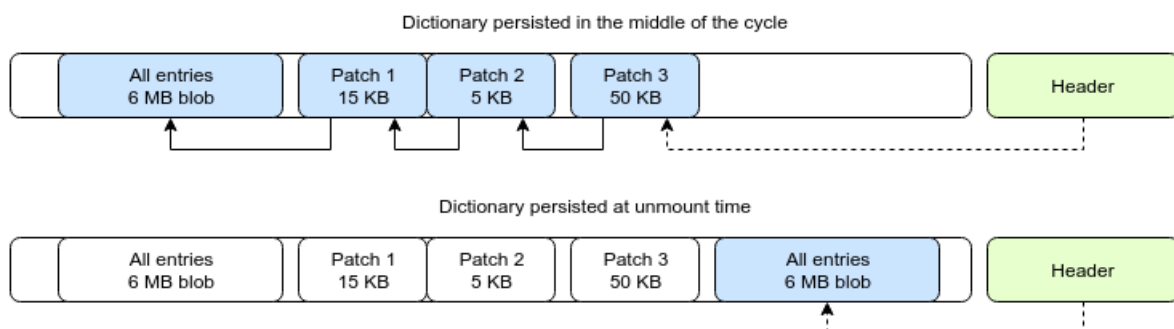 Dictionary persisted in the middle of the cycle
All entries
6 MB blob
Patch 1
15 KB
Patch 2
5 KB
Patch 3
50 KB
Header
Dictionary persisted at unmount time
All entries
6 MB blob
Patch 1
15 KB
Patch 2
5 KB
Patch 3
50 KB
All entries
6 MB blob
Header